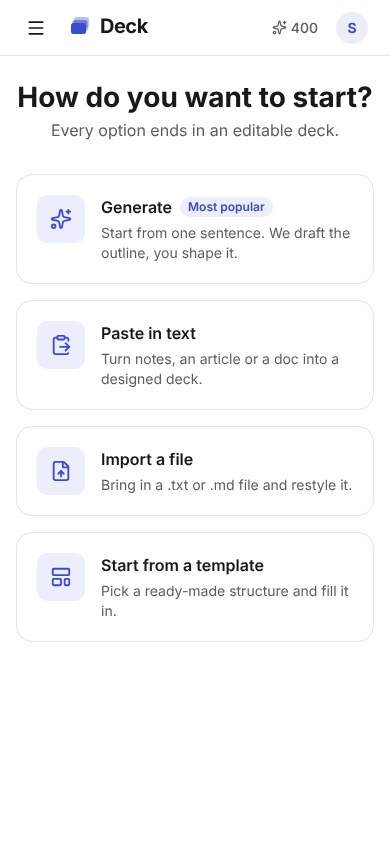 Deck
400
S
How do you want to start?
Every option ends in an editable deck.
Generate Most popular
Start from one sentence. We draft the
outline, you shape it.
Paste in text
Turn notes, an article or a doc into a
designed deck.
Import a file
Bring in a .txt or .md file and restyle it.
Start from a template
Pick a ready-made structure and fill it
in.